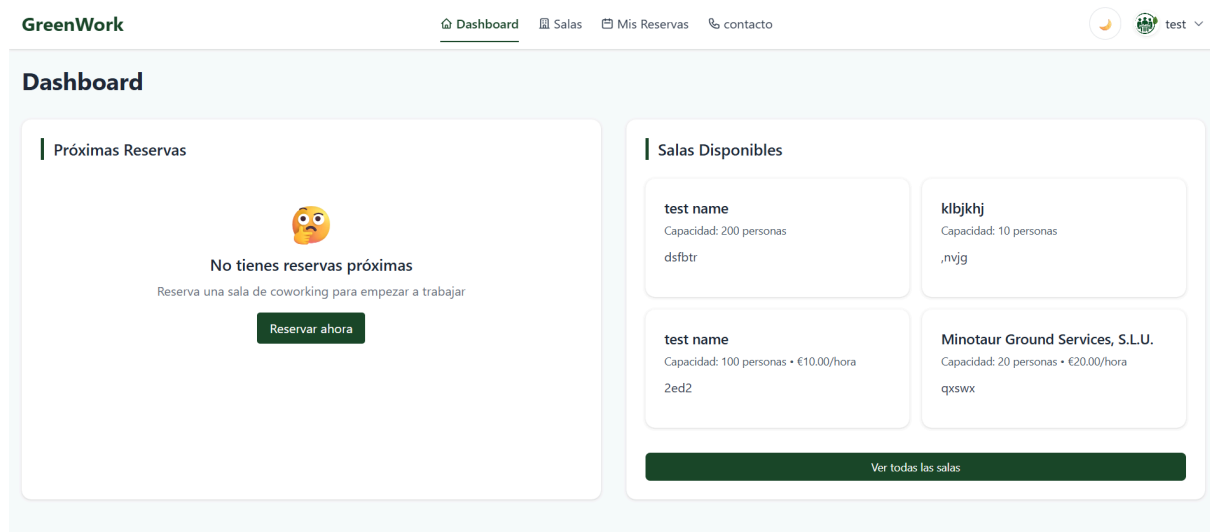 GreenWork
Dashboard
Salas
Mis Reservas
contacto
test
Dashboard
Próximas Reservas
No tienes reservas próximas
Reserva una sala de coworking para empezar a trabajar
Reservar ahora
Salas Disponibles
test name
Capacidad: 200 personas
dsfbtr
klbjkhj
Capacidad: 10 personas
,nvjg
test name
Capacidad: 100 personas • €10.00/hora
2ed2
Minotaur Ground Services, S.L.U.
Capacidad: 20 personas • €20.00/hora
qxswx
Ver todas las salas